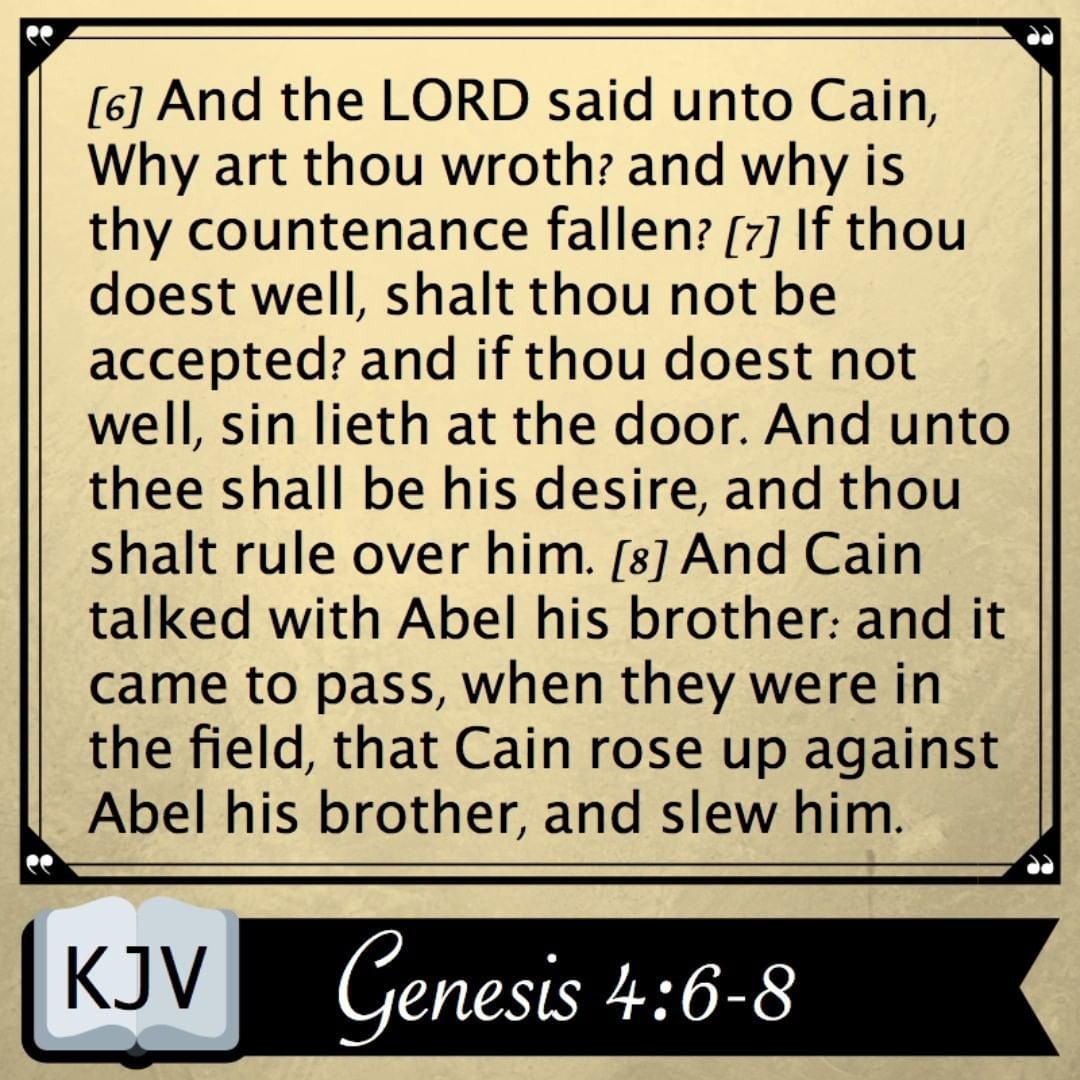 [6] And the LORD said unto Cain,
Why art thou wroth? and why is
thy countenance fallen? [7] If thou
doest well, shalt thou not be
accepted? and if thou doest not
well, sin lieth at the door. And unto
thee shall be his desire, and thou
shalt rule over him. [8] And Cain
talked with Abel his brother: and it
came to pass, when they were in
the field, that Cain rose up against
Abel his brother, and slew him.
KJV
Genesis 4:6-8